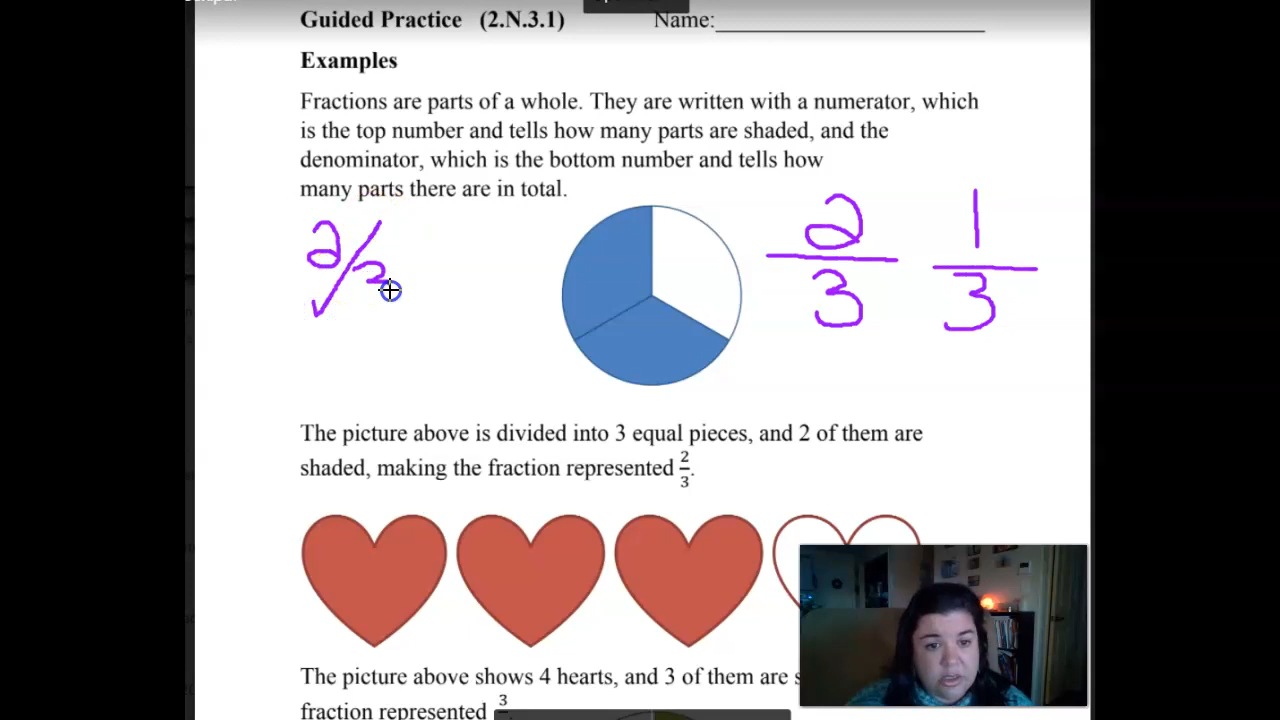 Guided Practice (2.N.3.1) Name:
Examples
Fractions are parts of a whole. They are written with a numerator, which
is the top number and tells how many parts are shaded, and the
denominator, which is the bottom number and tells how
many parts there are in total.
2/
2
3
1
3
The picture above is divided into 3 equal pieces, and 2 of them are
shaded, making the fraction represented 2/3.
The picture above shows 4 hearts, and 3 of them are
fraction represented 3